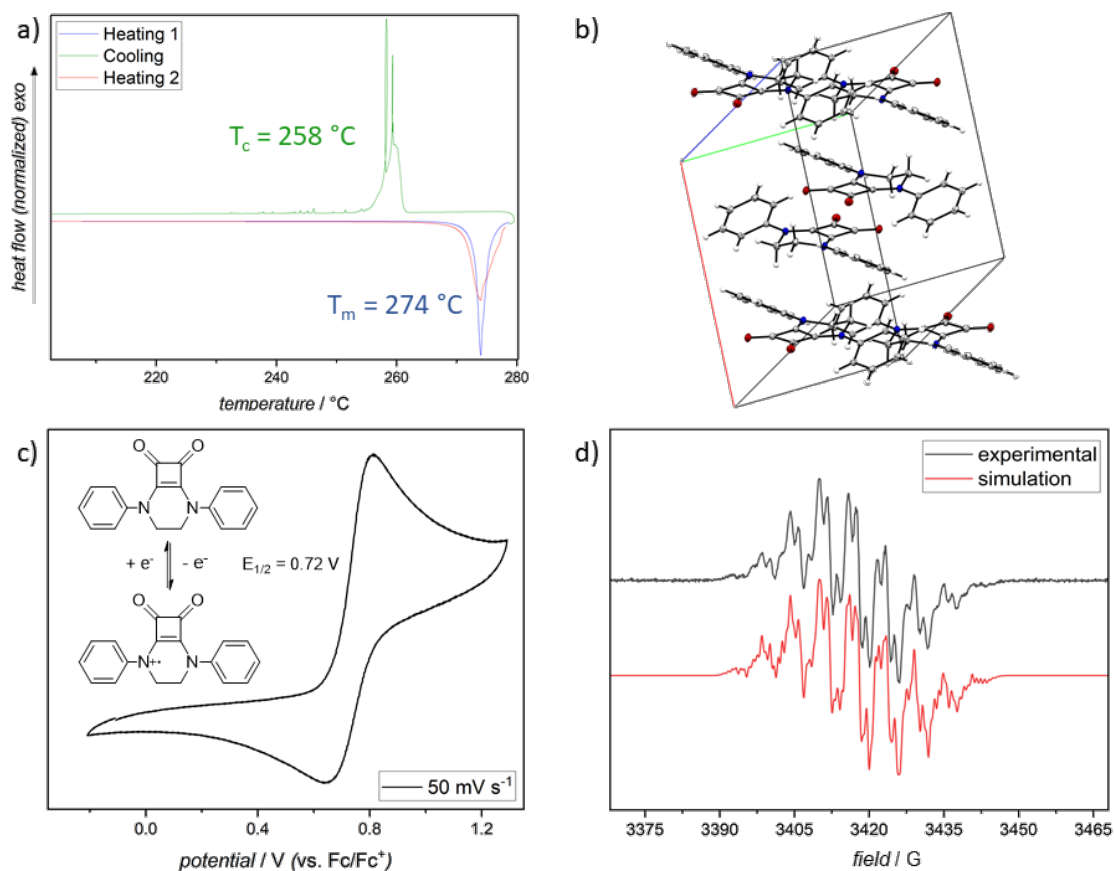 a)
Heating 1
Cooling
Heating 2
heat flow (normalized) exo
T_c = 258 °C
T_m = 274 °C
220 240 260 280
temperature / °C
b)
c)
O O
N N
+ e⁻ - e⁻ E_1/2 = 0.72 V
O O
N+• N
50 mV s⁻¹
0.0 0.4 0.8 1.2
potential / V (vs. Fc/Fc⁺)
d)
experimental
simulation
3375 3390 3405 3420 3435 3450 3465
field / G